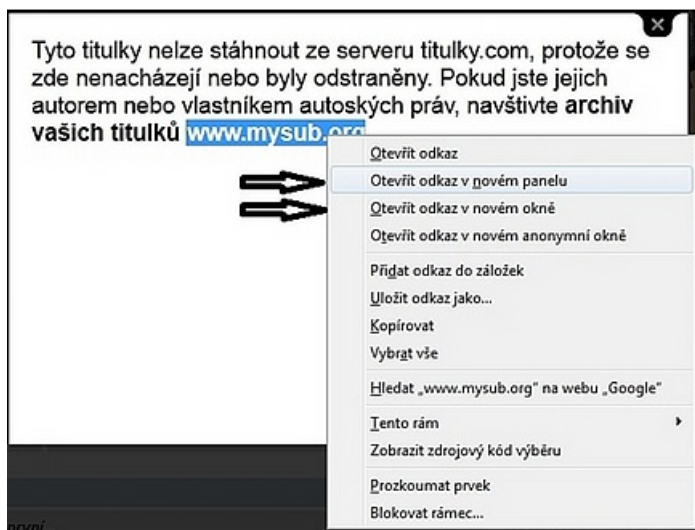 Tyto titulky nelze stáhnout ze serveru titulky.com, protože se
zde nenacházejí nebo byly odstraněny. Pokud jste jejich
autorem nebo vlastníkem autoských práv, navštivte archiv
vašich titulků www.mysub.org
Otevřít odkaz
Otevřít odkaz v novém panelu
Otevřít odkaz v novém okně
Otevřít odkaz v novém anonymní okně
Přidat odkaz do záložek
Uložit odkaz jako...
Kopírovat
Vybrat vše
Hledat „www.mysub.org“ na webu „Google“
Tento rám
Zobrazit zdrojový kód výběru
Prozkoumat prvek
Blokovat rámec...
první